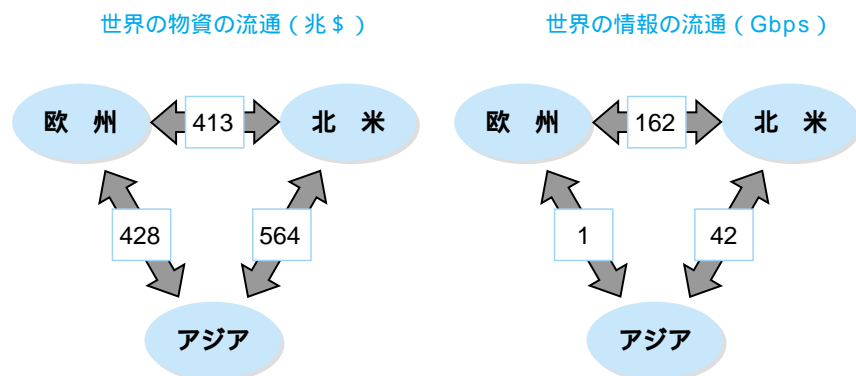 世界の物資の流通(兆$)
欧 州
413
北 米
428
564
アジア
世界の情報の流通(Gbps)
欧 州
162
北 米
1
42
アジア